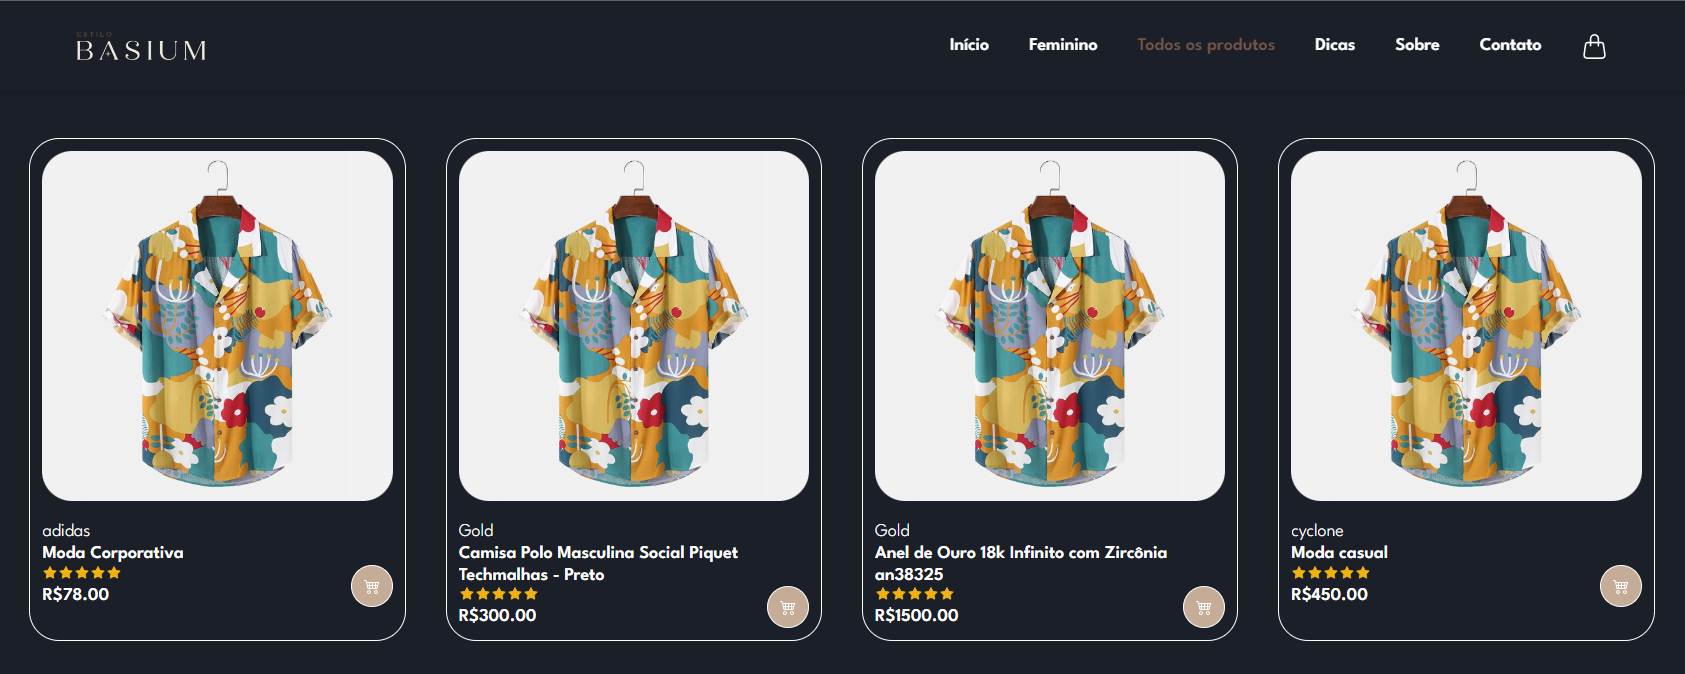 ESTILO
BASIUM
Início
Feminino
Todos os produtos
Dicas
Sobre
Contato
adidas
Moda Corporativa
R$78.00
Gold
Camisa Polo Masculina Social Piquet
Techmalhas - Preto
R$300.00
Gold
Anel de Ouro 18k Infinito com Zircônia
an38325
R$1500.00
cyclone
Moda casual
R$450.00